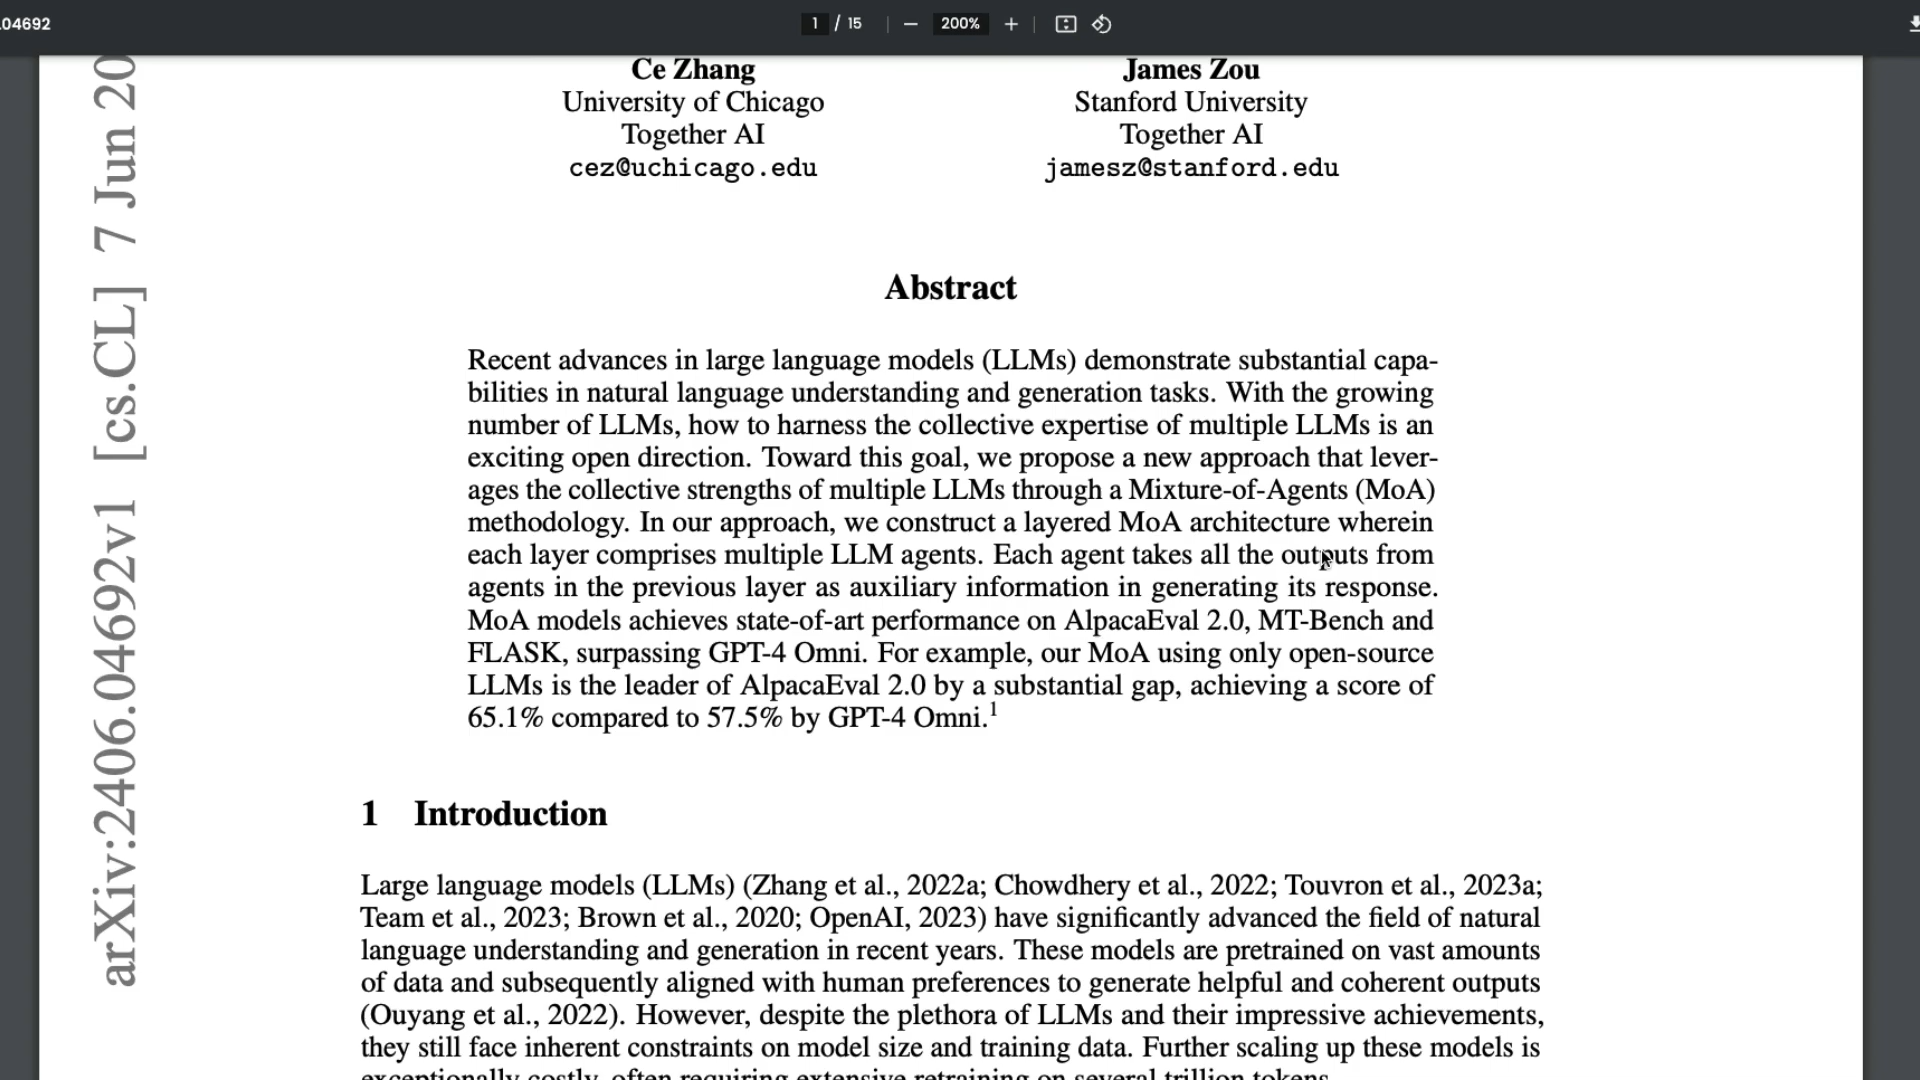 .04692
1 / 15
200%
Ce Zhang
University of Chicago
Together AI
cez@uchicago.edu
James Zou
Stanford University
Together AI
jamesz@stanford.edu
arXiv:2406.04692v1 [cs.CL] 7 Jun 20
Abstract
Recent advances in large language models (LLMs) demonstrate substantial capa-
bilities in natural language understanding and generation tasks. With the growing
number of LLMs, how to harness the collective expertise of multiple LLMs is an
exciting open direction. Toward this goal, we propose a new approach that lever-
ages the collective strengths of multiple LLMs through a Mixture-of-Agents (MoA)
methodology. In our approach, we construct a layered MoA architecture wherein
each layer comprises multiple LLM agents. Each agent takes all the outputs from
agents in the previous layer as auxiliary information in generating its response.
MoA models achieves state-of-art performance on AlpacaEval 2.0, MT-Bench and
FLASK, surpassing GPT-4 Omni. For example, our MoA using only open-source
LLMs is the leader of AlpacaEval 2.0 by a substantial gap, achieving a score of
65.1% compared to 57.5% by GPT-4 Omni.1
1 Introduction
Large language models (LLMs) (Zhang et al., 2022a; Chowdhery et al., 2022; Touvron et al., 2023a;
Team et al., 2023; Brown et al., 2020; OpenAI, 2023) have significantly advanced the field of natural
language understanding and generation in recent years. These models are pretrained on vast amounts
of data and subsequently aligned with human preferences to generate helpful and coherent outputs
(Ouyang et al., 2022). However, despite the plethora of LLMs and their impressive achievements,
they still face inherent constraints on model size and training data. Further scaling up these models is
exceptionally costly, often requiring extensive retraining on several trillion tokens.